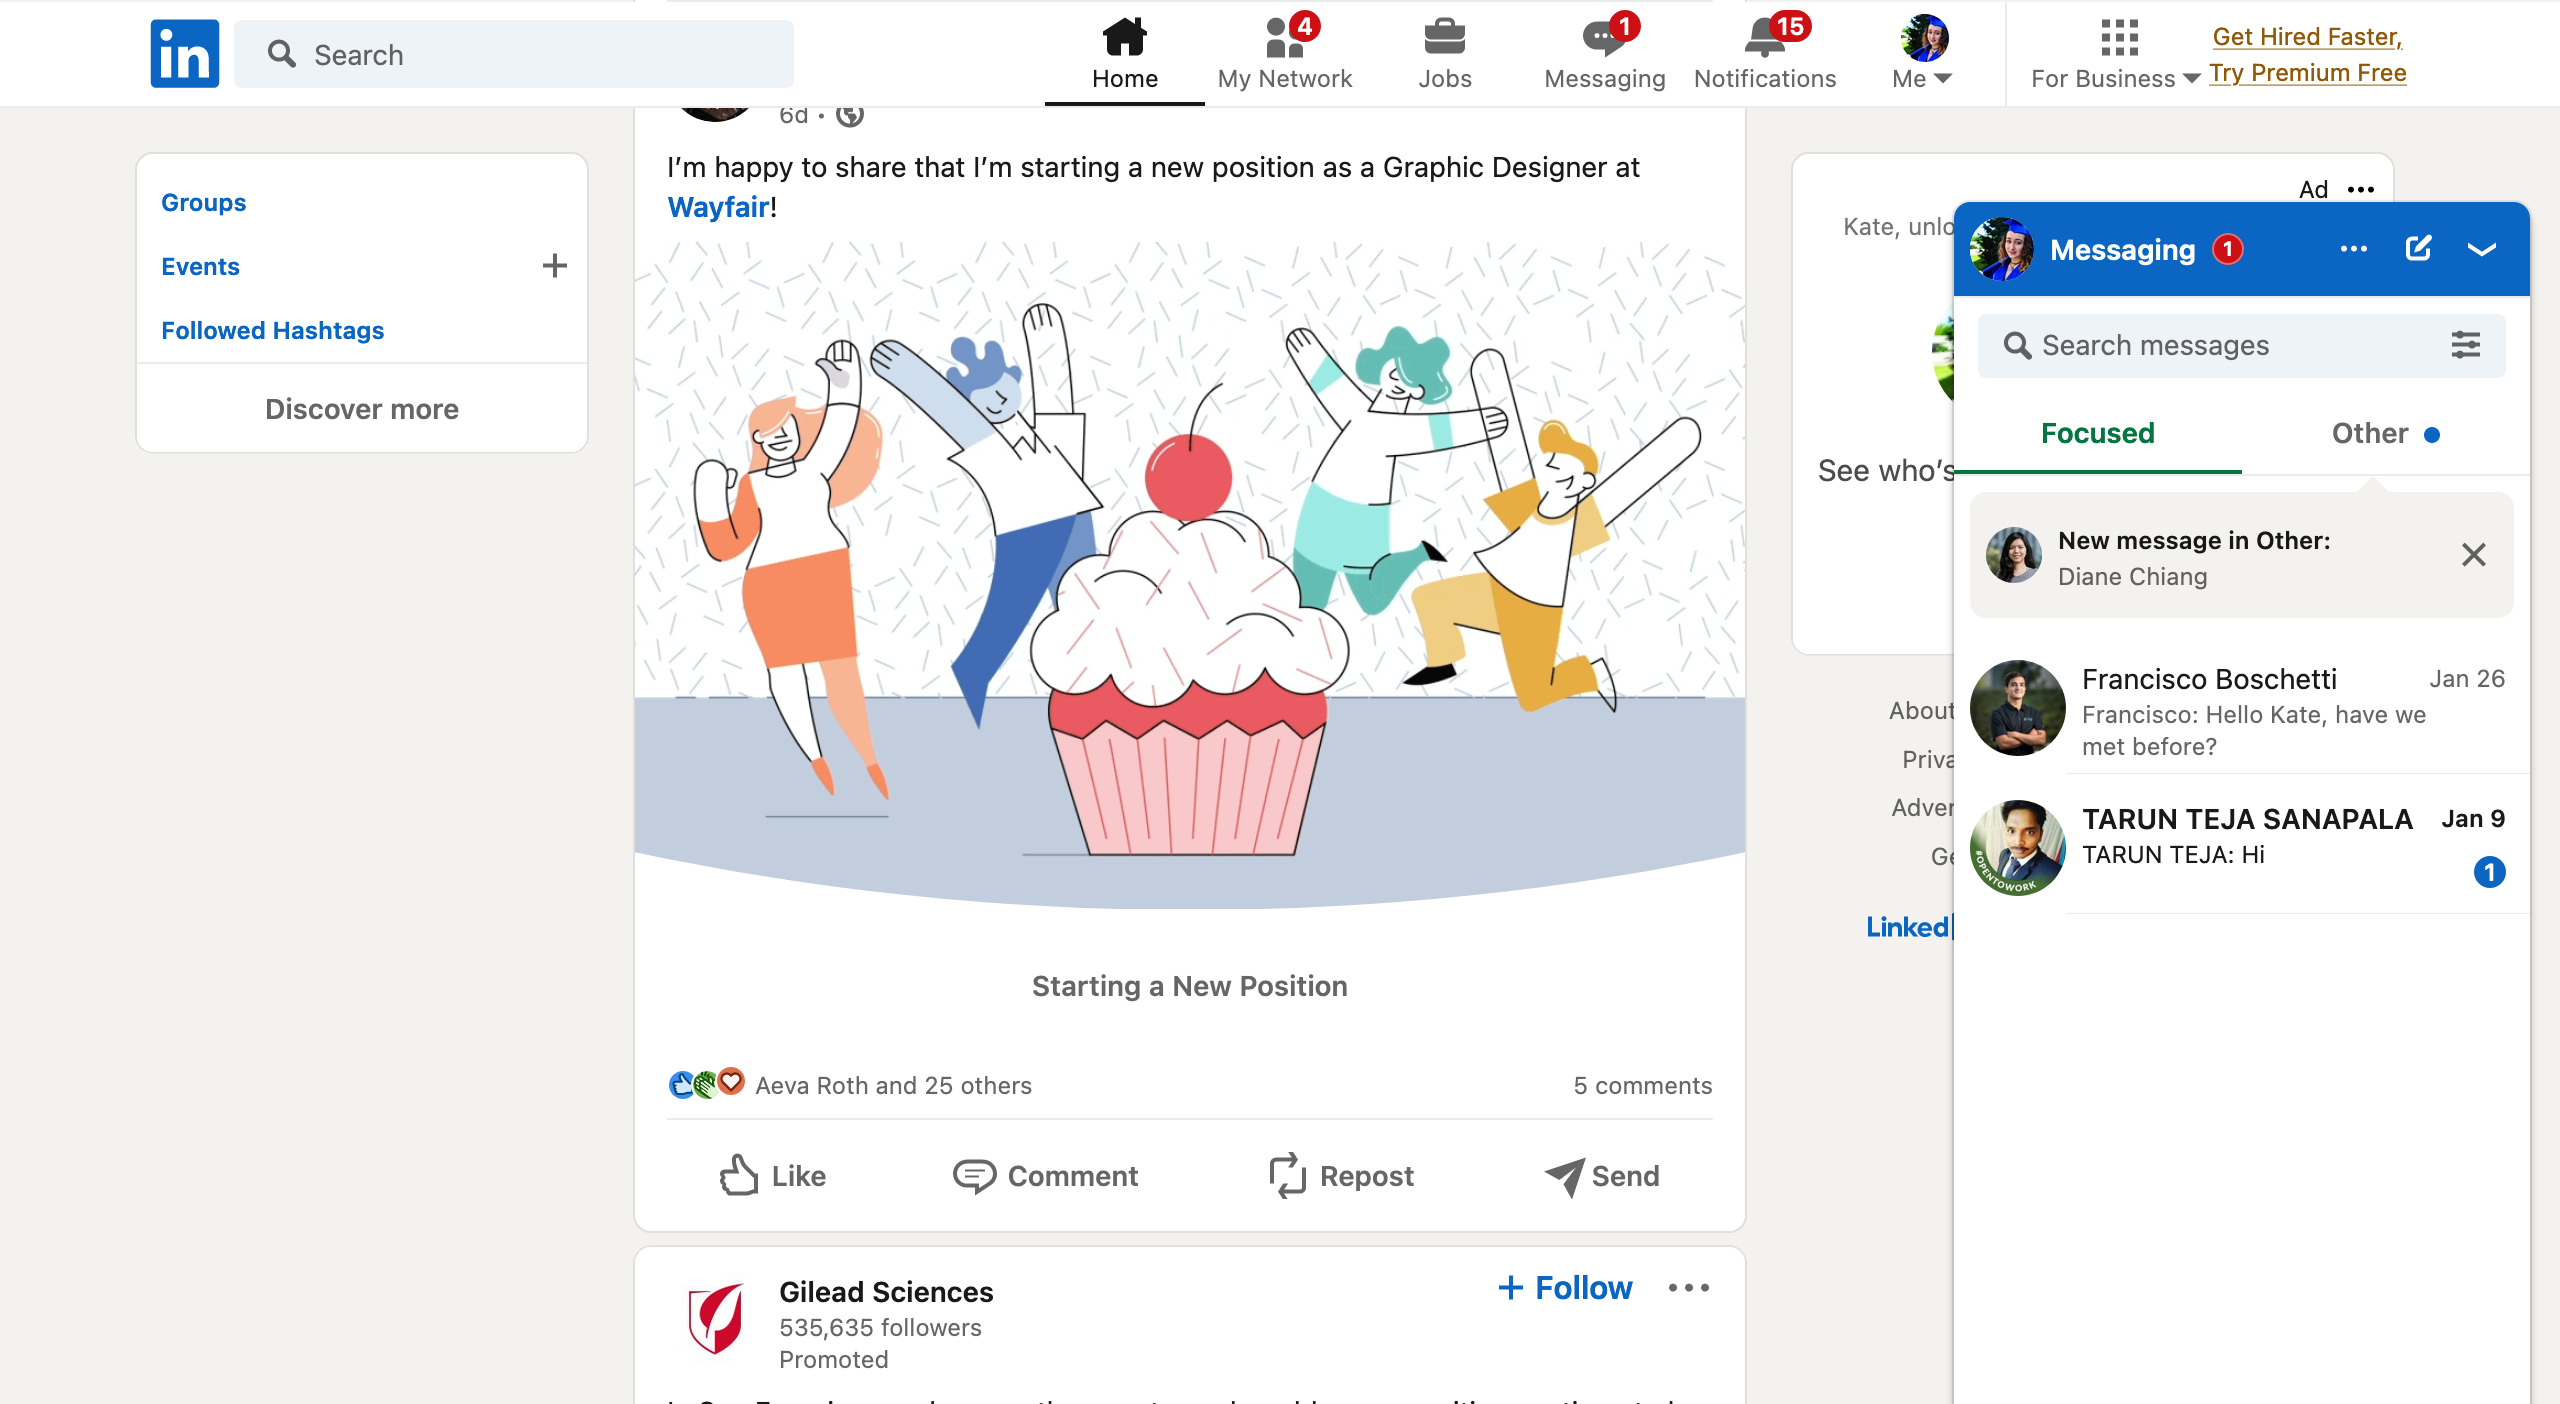 in
Search
Home
4
My Network
Jobs
1
Messaging
15
Notifications
Me
For Business
Get Hired Faster,
Try Premium Free
Groups
Events
Followed Hashtags
Discover more
6d •
I'm happy to share that I'm starting a new position as a Graphic Designer at
Wayfair!
Starting a New Position
Aeva Roth and 25 others
5 comments
Like
Comment
Repost
Send
Gilead Sciences
535,635 followers
Promoted
+ Follow
Ad
Kate, unlo
See who's
About
Priva
Adver
Ge
Linked
Messaging 1
Search messages
Focused
Other
New message in Other:
Diane Chiang
Francisco Boschetti
Jan 26
Francisco: Hello Kate, have we
met before?
#OPENTOWORK
TARUN TEJA SANAPALA
Jan 9
TARUN TEJA: Hi
1